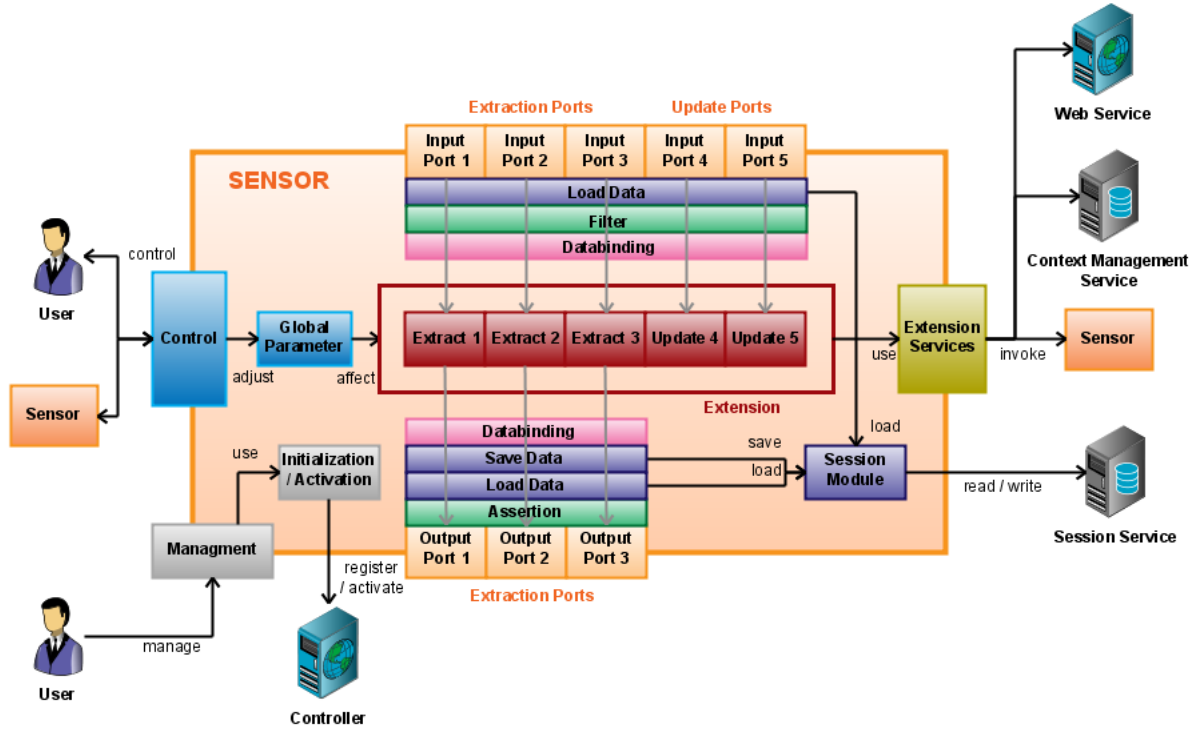 Web Service
Extraction Ports
Update Ports
Input
Port 1
Input
Port 2
Input
Port 3
Input
Port 4
Input
Port 5
SENSOR
Load Data
Filter
Databinding
Context Management
Service
control
User
Control
Global
Parameter
adjust
affect
Extract 1
Extract 2
Extract 3
Update 4
Update 5
Extension
use
Extension
Services
invoke
Sensor
Sensor
use
Initialization
/ Activation
Databinding
Save Data
Load Data
Assertion
save
load
load
Session
Module
read / write
Session Service
Managment
Output
Port 1
Output
Port 2
Output
Port 3
Extraction Ports
register
/ activate
manage
User
Controller